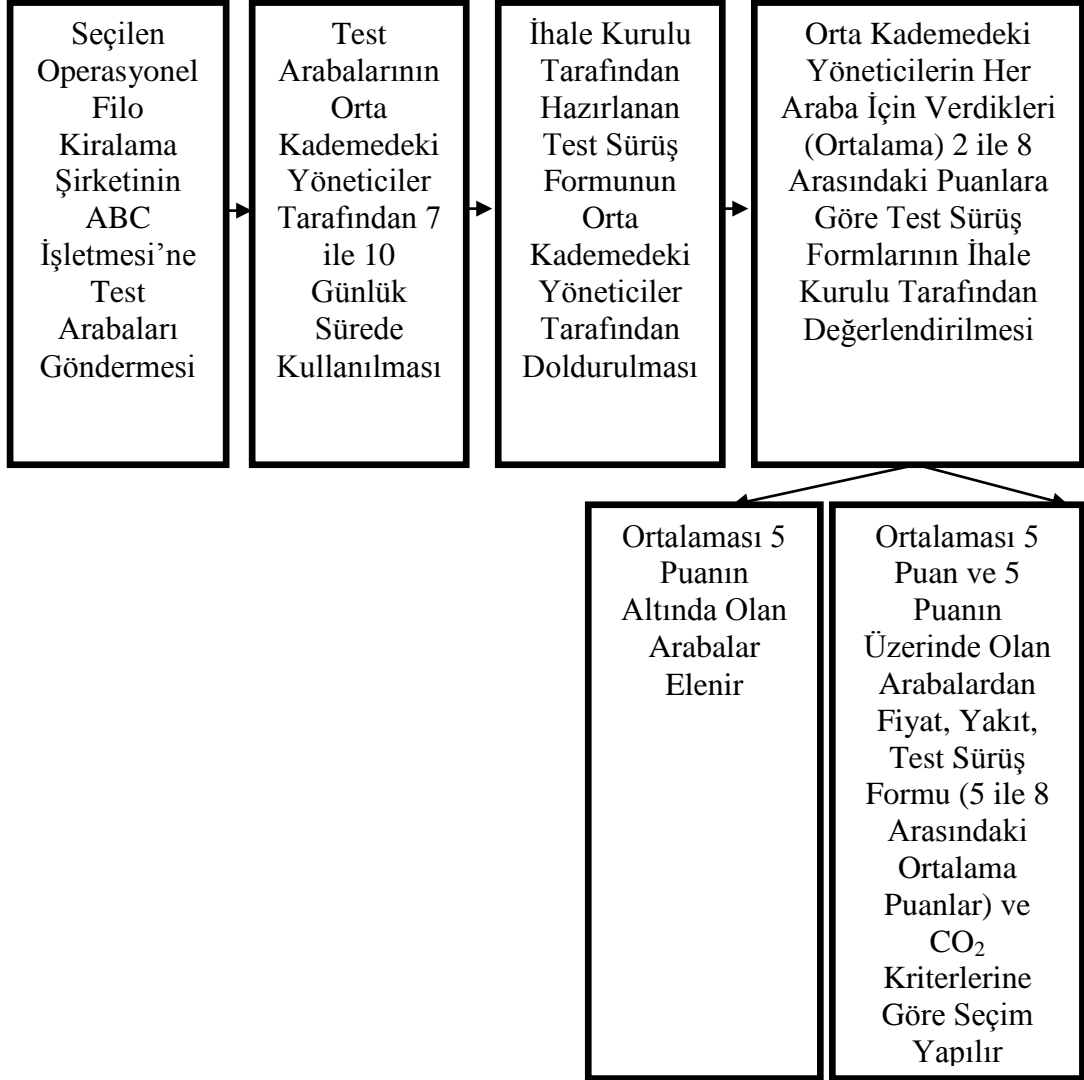 Seçilen
Operasyonel
Filo
Kiralama
Şirketinin
ABC
İşletmesi’ne
Test
Arabaları
Göndermesi
Test
Arabalarının
Orta
Kademedeki
Yöneticiler
Tarafından 7
ile 10
Günlük
Sürede
Kullanılması
İhale Kurulu
Tarafından
Hazırlanan
Test Sürüş
Formunun
Orta
Kademedeki
Yöneticiler
Tarafından
Doldurulması
Orta Kademedeki
Yöneticilerin Her
Araba İçin Verdikleri
(Ortalama) 2 ile 8
Arasındaki Puanlara
Göre Test Sürüş
Formlarının İhale
Kurulu Tarafından
Değerlendirilmesi
Ortalaması 5
Puanın
Altında Olan
Arabalar
Elenir
Ortalaması 5
Puan ve 5
Puanın
Üzerinde Olan
Arabalardan
Fiyat, Yakıt,
Test Sürüş
Formu (5 ile 8
Arasındaki
Ortalama
Puanlar) ve
CO₂
Kriterlerine
Göre Seçim
Yapılır